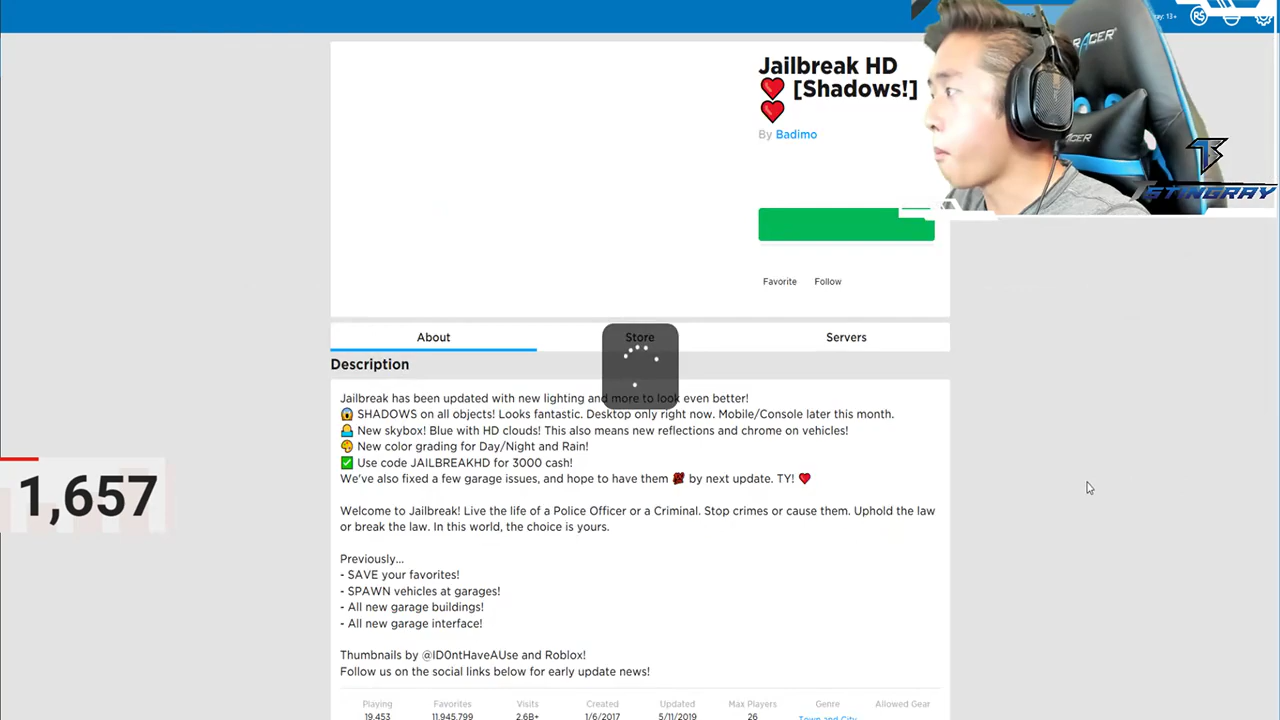 ray: 13+
Jailbreak HD
❤️ [Shadows!]
❤️
By Badimo
ACER
ACER
STINGRAY
Favorite Follow
About Store Servers
Description
Jailbreak has been updated with new lighting and more to look even better!
😱 SHADOWS on all objects! Looks fantastic. Desktop only right now. Mobile/Console later this month.
New skybox! Blue with HD clouds! This also means new reflections and chrome on vehicles!
New color grading for Day/Night and Rain!
✅ Use code JAILBREAKHD for 3000 cash!
We've also fixed a few garage issues, and hope to have them 💯 by next update. TY! ❤️
1,657
Welcome to Jailbreak! Live the life of a Police Officer or a Criminal. Stop crimes or cause them. Uphold the law
or break the law. In this world, the choice is yours.
Previously...
- SAVE your favorites!
- SPAWN vehicles at garages!
- All new garage buildings!
- All new garage interface!
Thumbnails by @ID0ntHaveAUse and Roblox!
Follow us on the social links below for early update news!
Playing Favorites Visits Created Updated Max Players Genre Allowed Gear
19,453 11,945,799 2.6B+ 1/6/2017 5/11/2019 26 Town and City